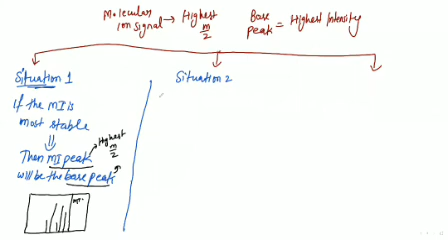 Molecular ion signal → Highest m/z
Base peak = Highest Intensity
Situation 1
If the MI is
most stable
⇓
Then MI peak → Highest m/z
will be the base peak
Situation 2